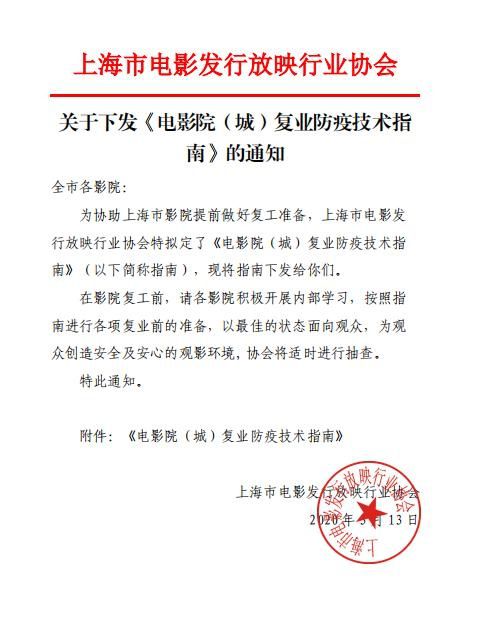 上海市电影发行放映行业协会
关于下发《电影院（城）复业防疫技术指
南》的通知
全市各影院：
为协助上海市影院提前做好复工准备，上海市电影发
行放映行业协会特拟定了《电影院（城）复业防疫技术指
南》（以下简称指南），现将指南下发给你们。
在影院复工前，请各影院积极开展内部学习，按照指
南进行各项复业前的准备，以最佳的状态面向观众，为观
众创造安全及安心的观影环境，协会将适时进行抽查。
特此通知。
附件：《电影院（城）复业防疫技术指南》
上海市电影发行放映行业协会
2020 年 月 13 日
上海市电影发行放映行业协会